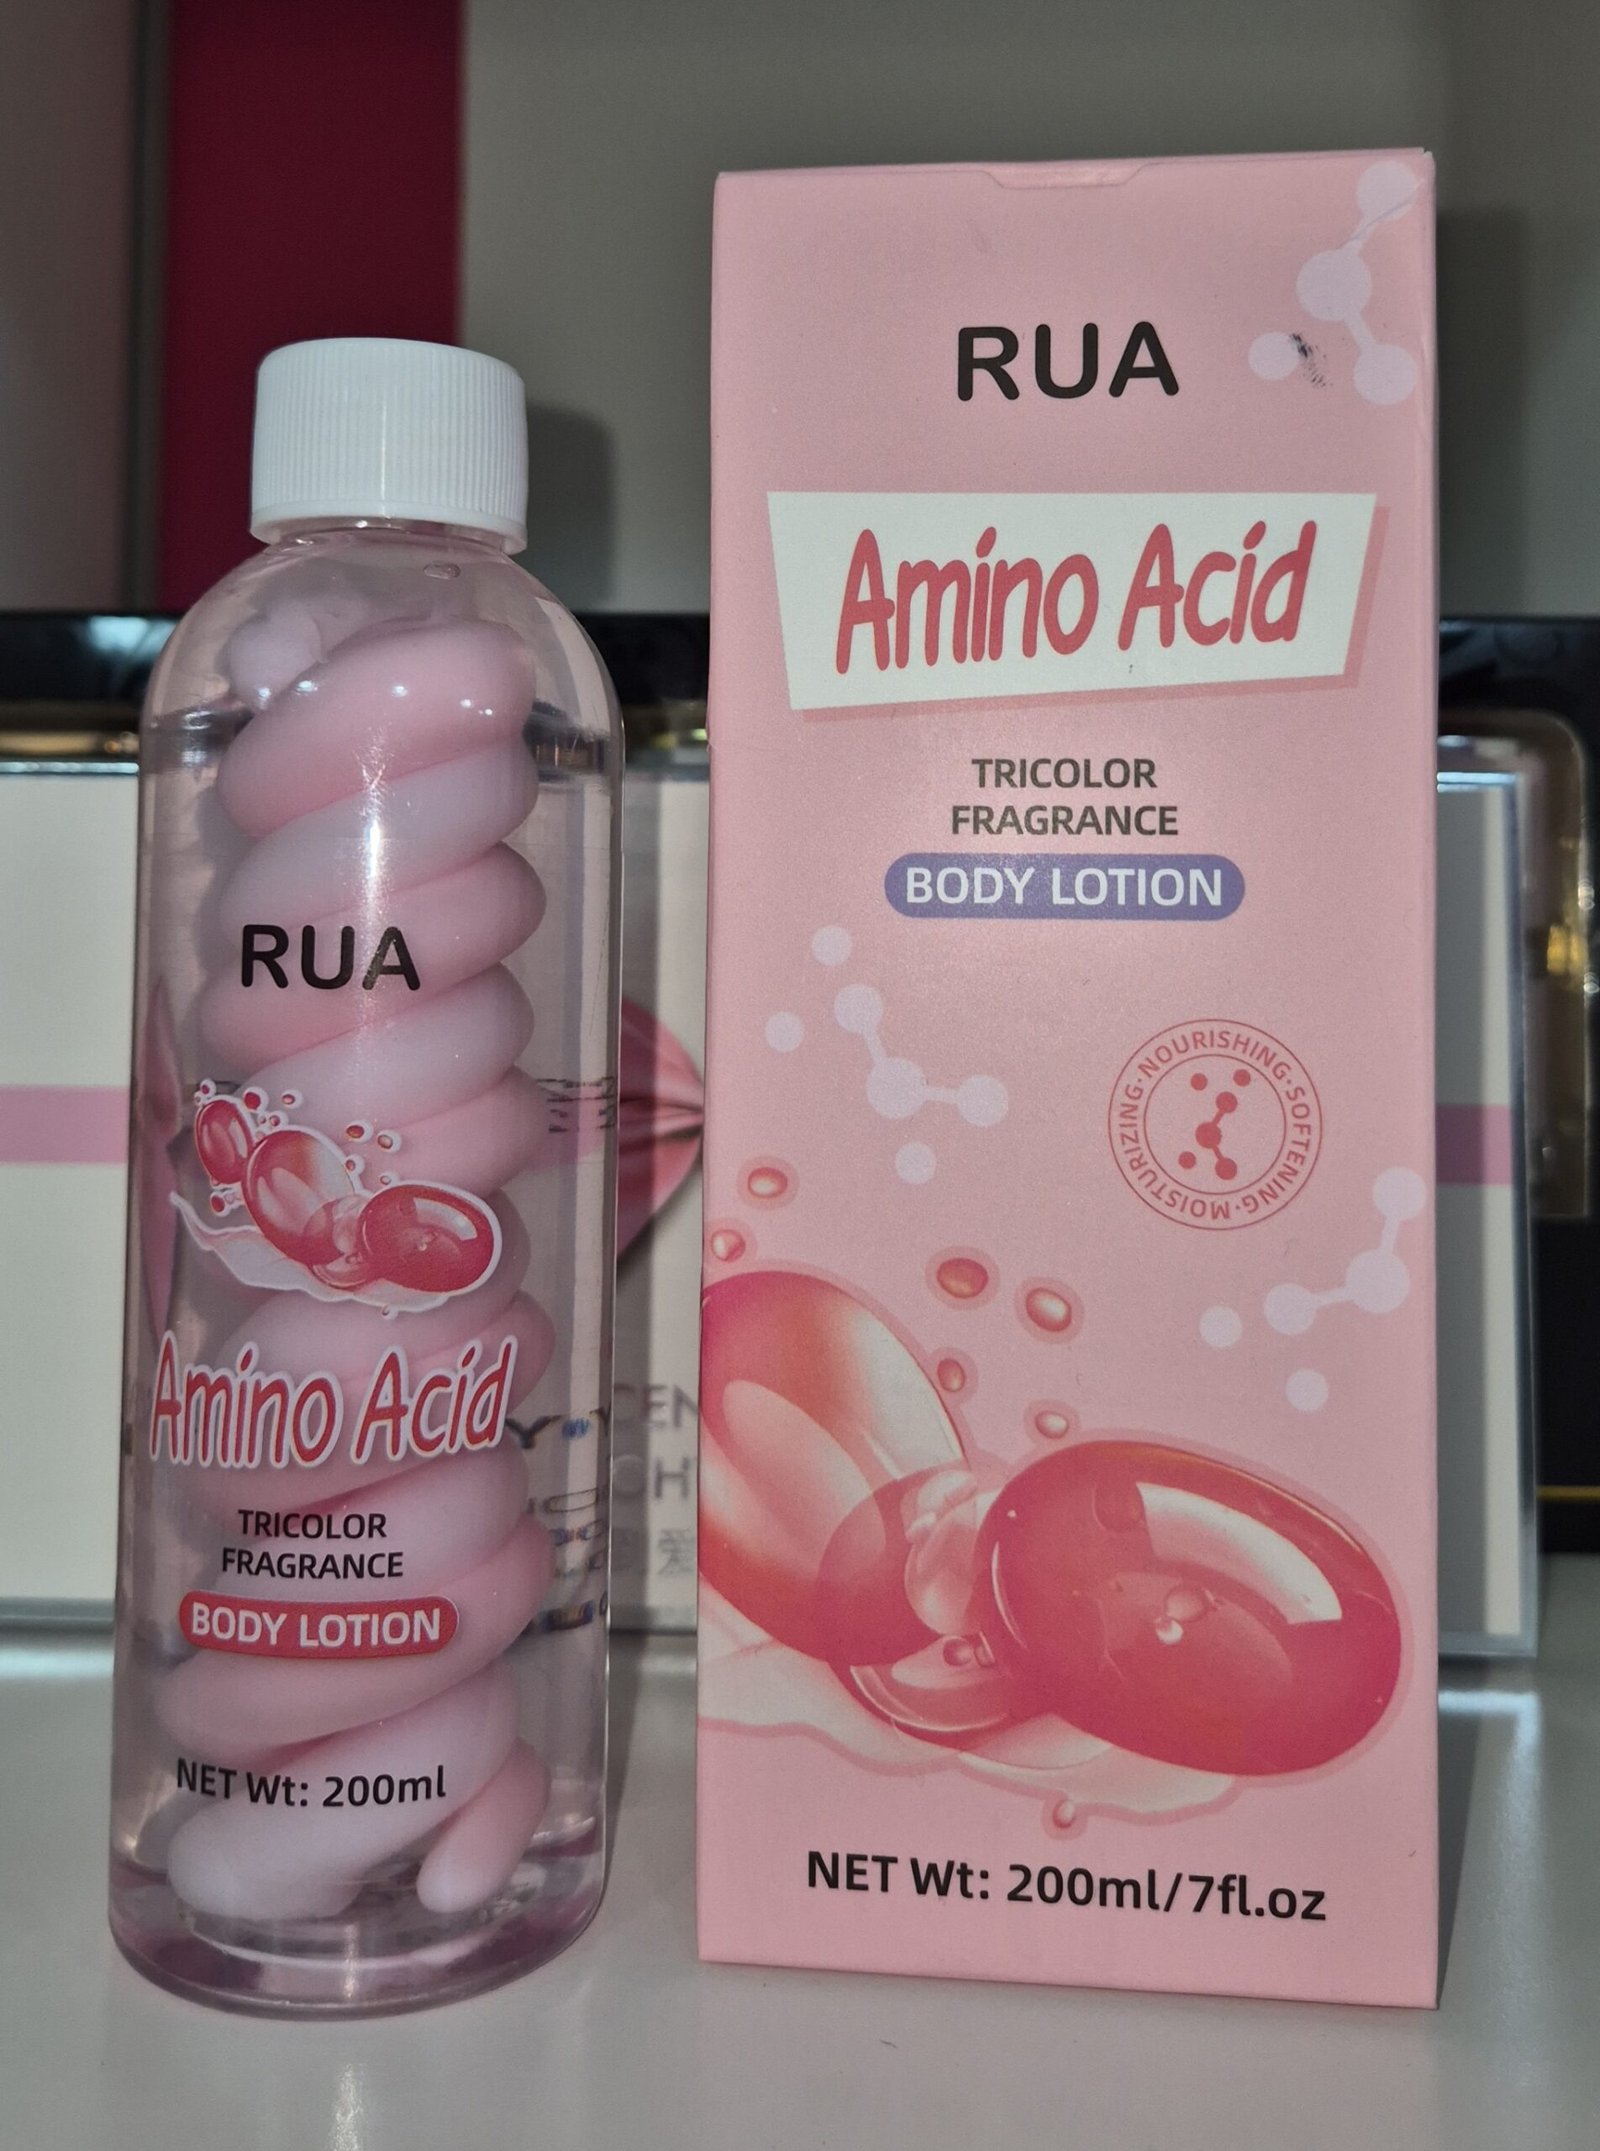 RUA
Amino Acid
TRICOLOR
FRAGRANCE
BODY LOTION
NET Wt: 200ml
RUA
Amino Acid
TRICOLOR
FRAGRANCE
BODY LOTION
MOISTURIZING·NOURISHING·SOFTENING·
NET Wt: 200ml/7fl.oz